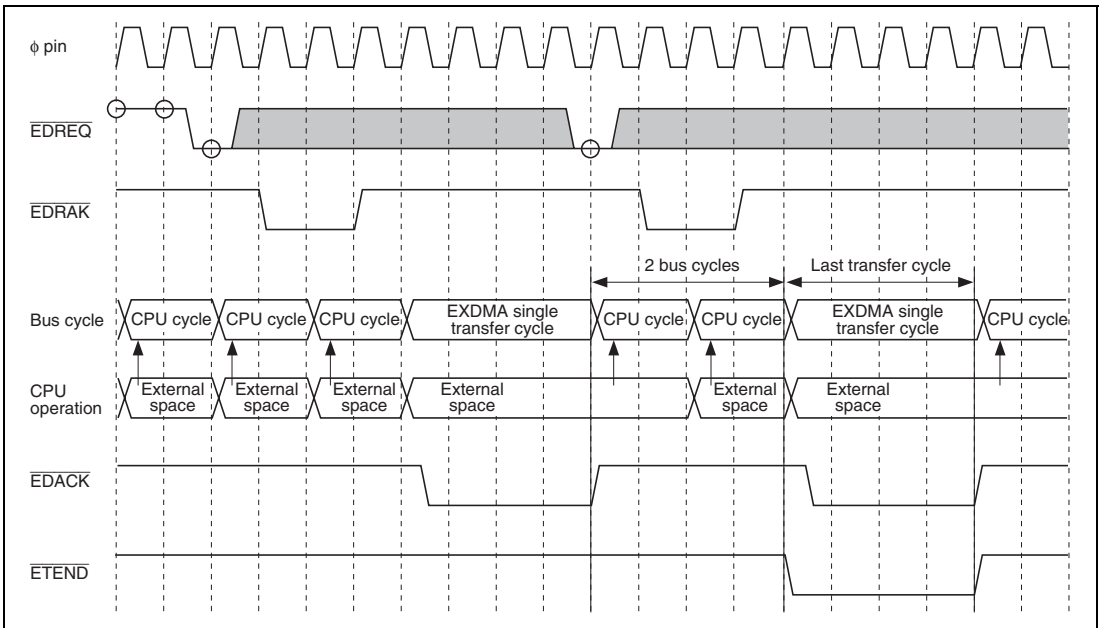 ϕ pin
EDREQ
EDRAK
2 bus cycles
Last transfer cycle
Bus cycle
CPU cycle
CPU cycle
CPU cycle
EXDMA single
transfer cycle
CPU cycle
CPU cycle
EXDMA single
transfer cycle
CPU cycle
CPU
operation
External
space
External
space
External
space
External
space
External
space
External
space
EDACK
ETEND